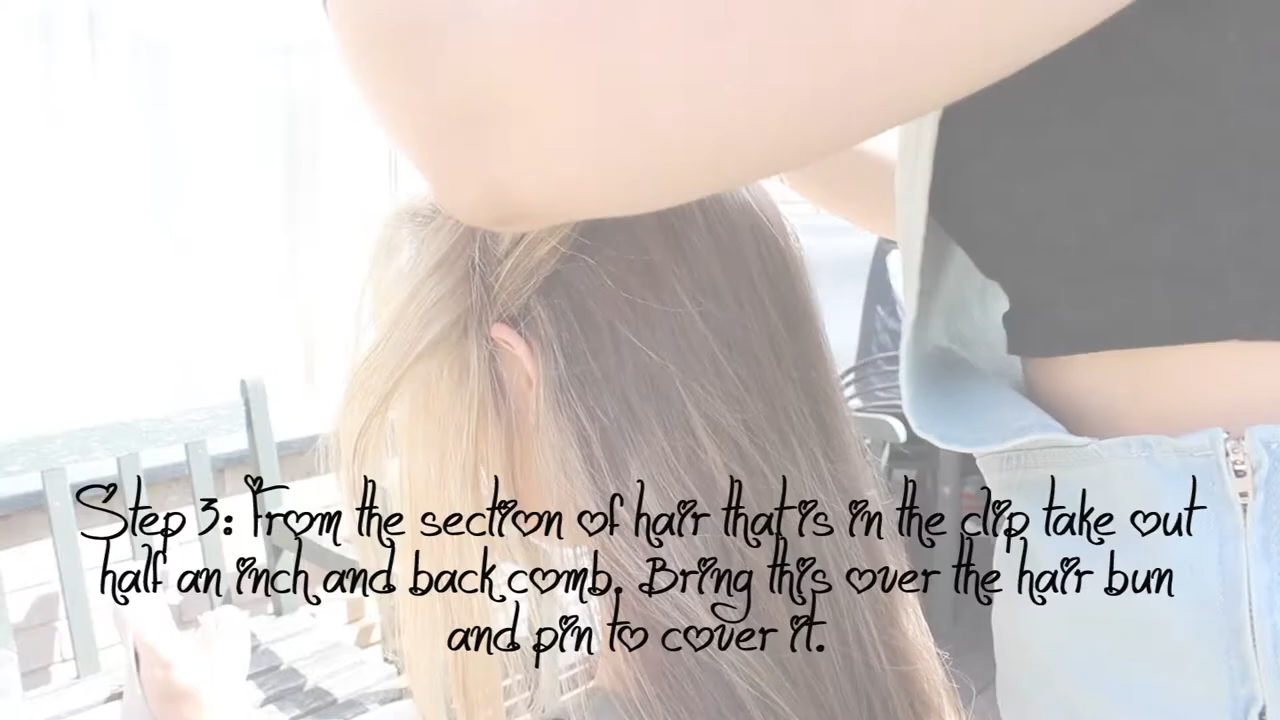 Step 3: From the section of hair that is in the clip take out
half an inch and back comb. Bring this over the hair bun
and pin to cover it.